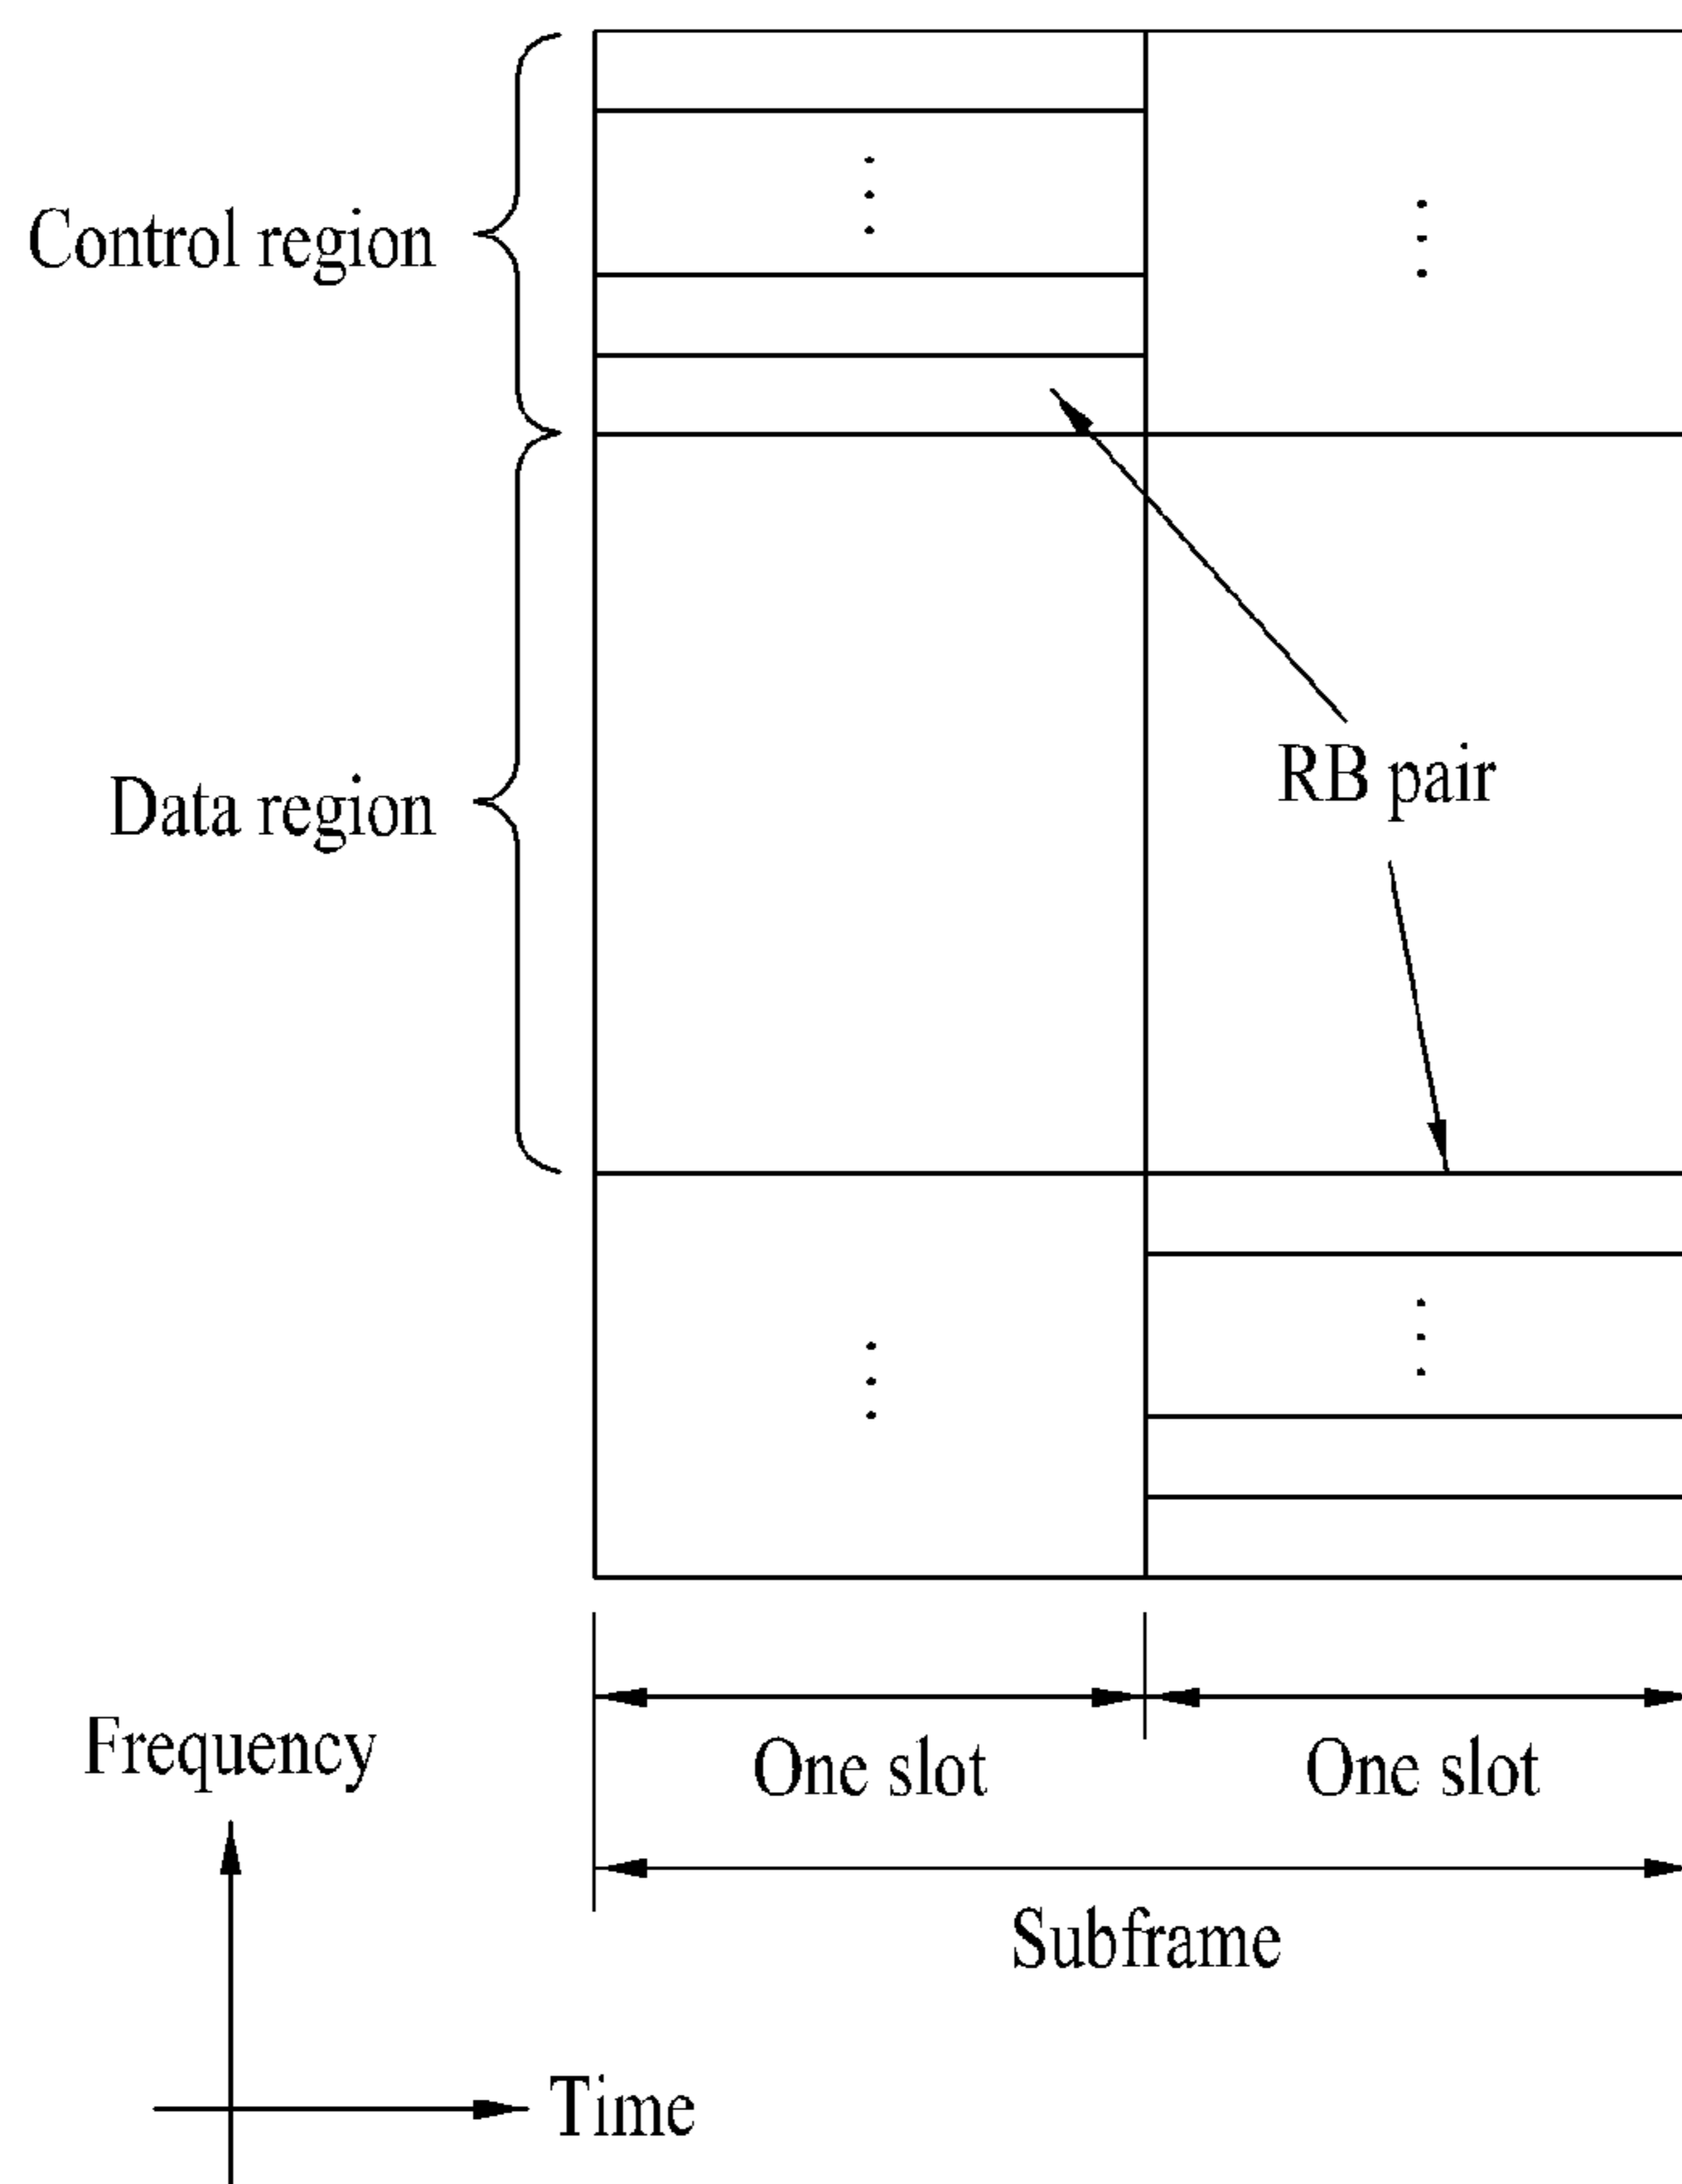 Control region
Data region
RB pair
Frequency
One slot
One slot
Subframe
Time